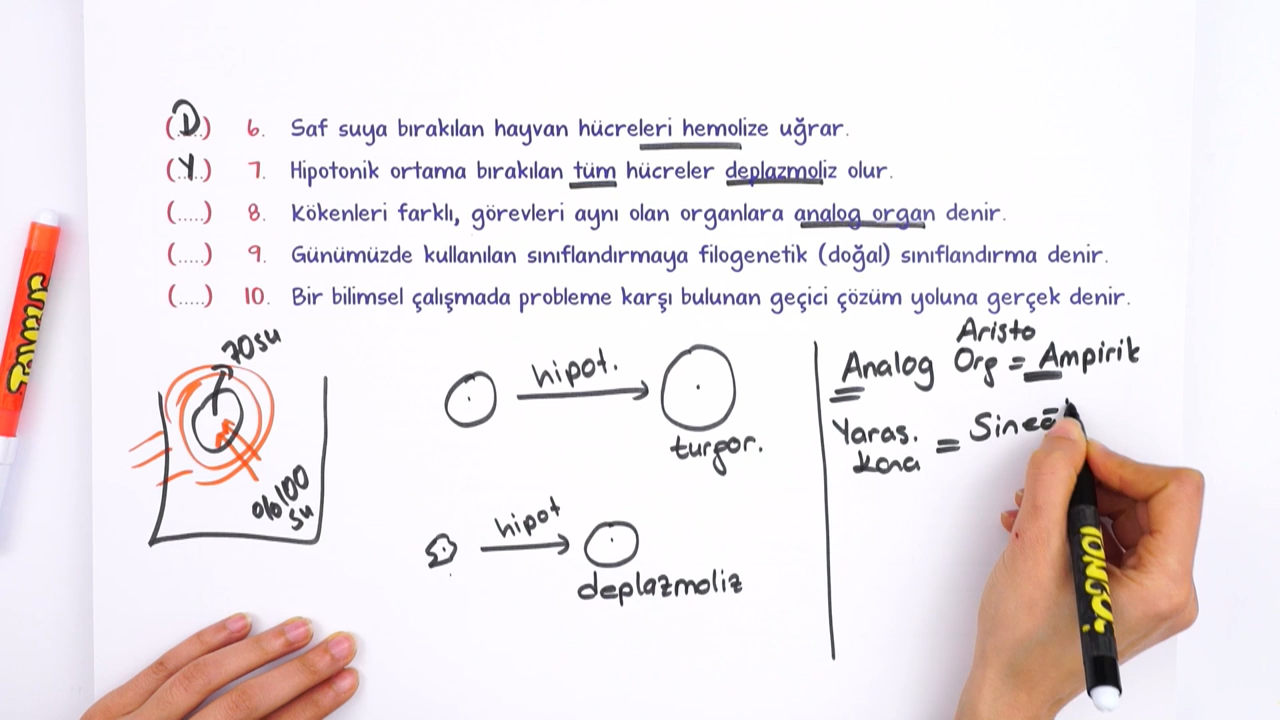 (D) 6. Saf suya bırakılan hayvan hücreleri hemolize uğrar.
(Y) 7. Hipotonik ortama bırakılan tüm hücreler deplazmoliz olur.
(.....) 8. Kökenleri farklı, görevleri aynı olan organlara analog organ denir.
(.....) 9. Günümüzde kullanılan sınıflandırmaya filogenetik (doğal) sınıflandırma denir.
(.....) 10. Bir bilimsel çalışmada probleme karşı bulunan geçici çözüm yoluna gerçek denir.
70 su
%100
su
hipot.
turgor.
hipot
deplazmoliz
Aristo
Analog Org = Ampirik
Yaras.
=
TONGUÇ